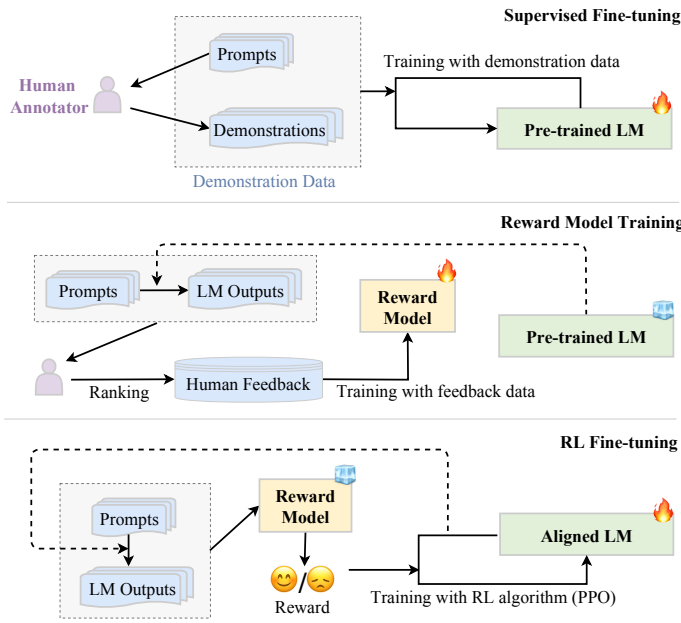 Supervised Fine-tuning
Prompts
Training with demonstration data
Human
Annotator
Demonstrations
Pre-trained LM
Demonstration Data
Reward Model Training
Prompts
LM Outputs
Reward
Model
Pre-trained LM
Ranking
Human Feedback
Training with feedback data
RL Fine-tuning
Prompts
LM Outputs
Reward
Model
Aligned LM
/
Reward
Training with RL algorithm (PPO)